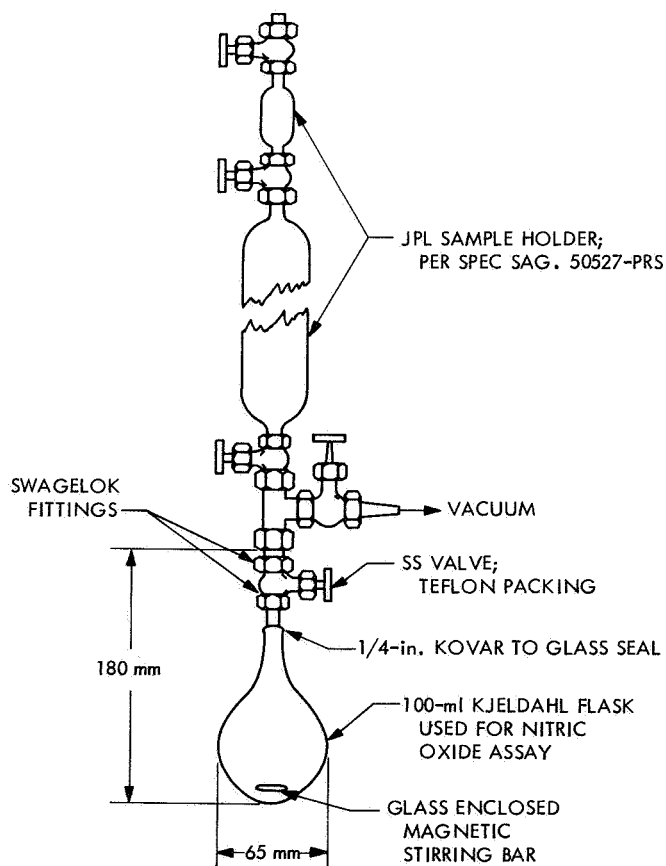 JPL SAMPLE HOLDER;
PER SPEC SAG. 50527-PRS
SWAGELOK
FITTINGS
VACUUM
SS VALVE;
TEFLON PACKING
1/4-in. KOVAR TO GLASS SEAL
180 mm
100-ml KJELDAHL FLASK
USED FOR NITRIC
OXIDE ASSAY
GLASS ENCLOSED
MAGNETIC
STIRRING BAR
65 mm